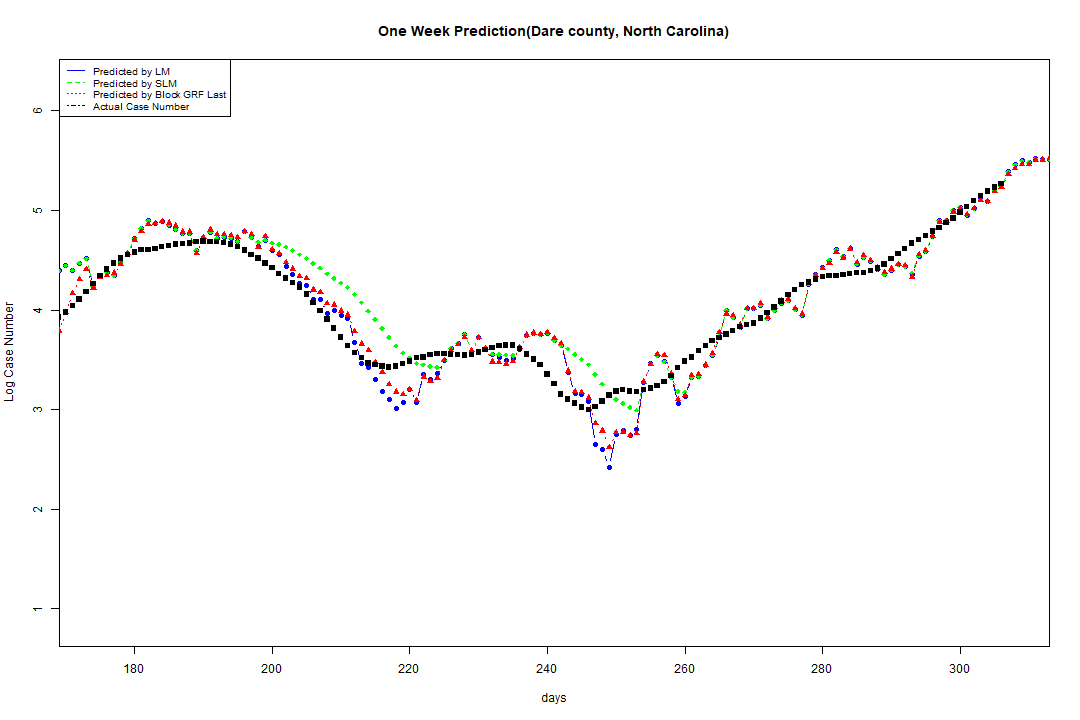 One Week Prediction(Dare county, North Carolina)
Predicted by LM
Predicted by SLM
Predicted by Block GRF Last
Actual Case Number
Log Case Number
6
5
4
3
2
1
180 200 220 240 260 280 300
days